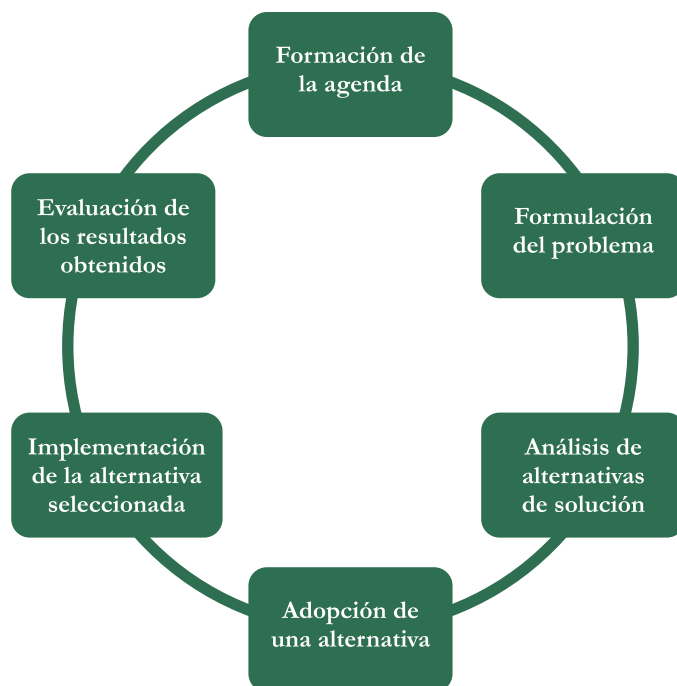 Formación de
la agenda
Formulación
del problema
Análisis de
alternativas
de solución
Adopción de
una alternativa
Implementación
de la alternativa
seleccionada
Evaluación de
los resultados
obtenidos